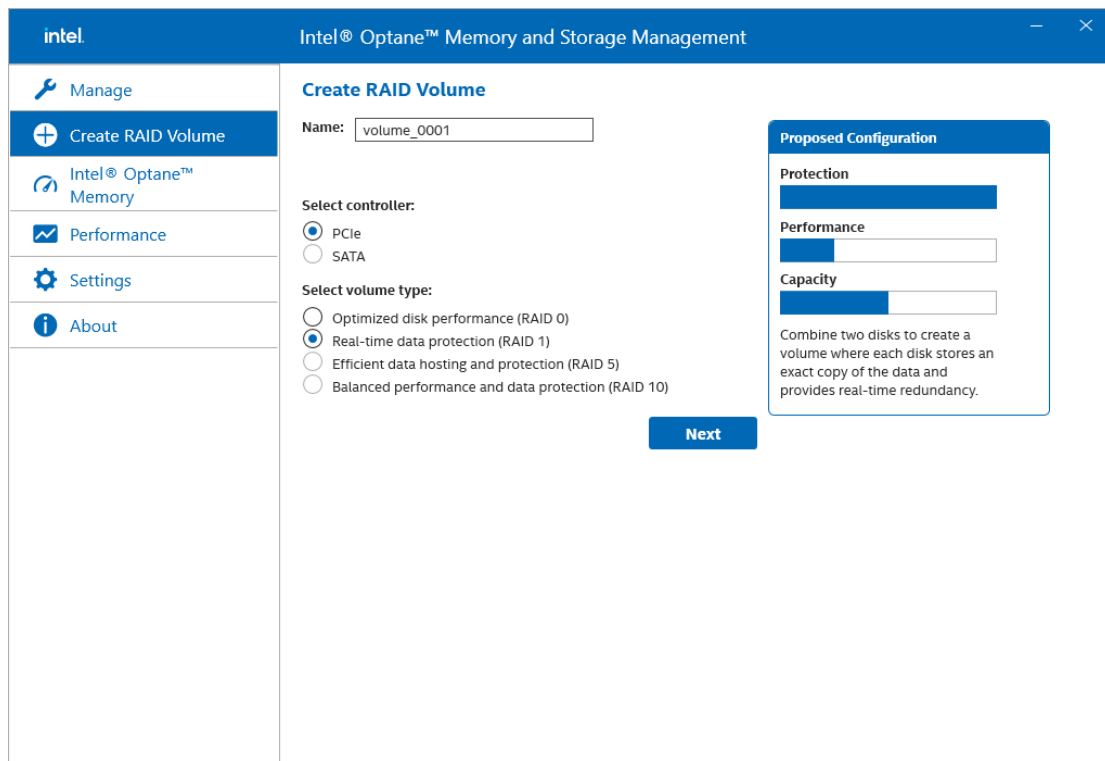 intel.
Intel® Optane™ Memory and Storage Management
Manage
Create RAID Volume
Intel® Optane™
Memory
Performance
Settings
About
Create RAID Volume
Name: volume_0001
Select controller:
PCIe
SATA
Select volume type:
Optimized disk performance (RAID 0)
Real-time data protection (RAID 1)
Efficient data hosting and protection (RAID 5)
Balanced performance and data protection (RAID 10)
Next
Proposed Configuration
Protection
Performance
Capacity
Combine two disks to create a
volume where each disk stores an
exact copy of the data and
provides real-time redundancy.